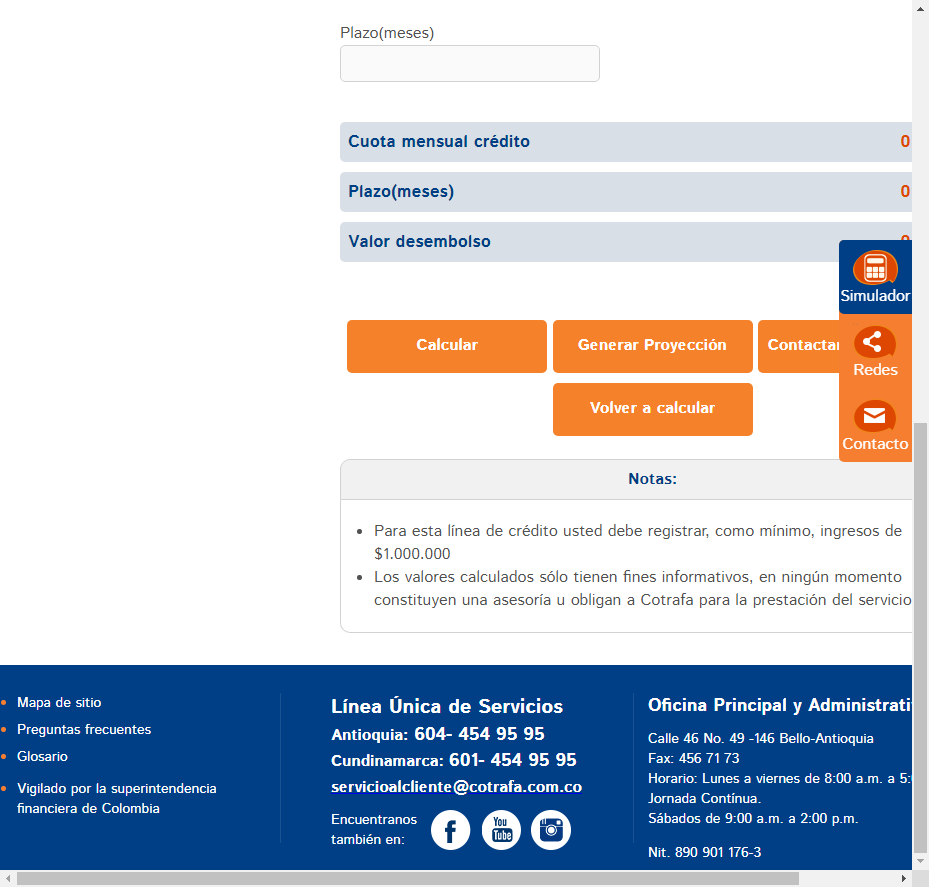 Plazo(meses)
Cuota mensual crédito 0
Plazo(meses) 0
Valor desembolso
Simulador
Redes
Contacto
Calcular
Generar Proyección
Contactar
Volver a calcular
Notas:
Para esta línea de crédito usted debe registrar, como mínimo, ingresos de
$1.000.000
Los valores calculados sólo tienen fines informativos, en ningún momento
constituyen una asesoría u obligan a Cotrafa para la prestación del servicio
Mapa de sitio
Preguntas frecuentes
Glosario
Vigilado por la superintendencia
financiera de Colombia
Línea Única de Servicios
Antioquia: 604- 454 95 95
Cundinamarca: 601- 454 95 95
servicioalcliente@cotrafa.com.co
Encuentranos
también en:
You
Tube
Oficina Principal y Administrati
Calle 46 No. 49 -146 Bello-Antioquia
Fax: 456 71 73
Horario: Lunes a viernes de 8:00 a.m. a 5:
Jornada Contínua.
Sábados de 9:00 a.m. a 2:00 p.m.
Nit. 890 901 176-3